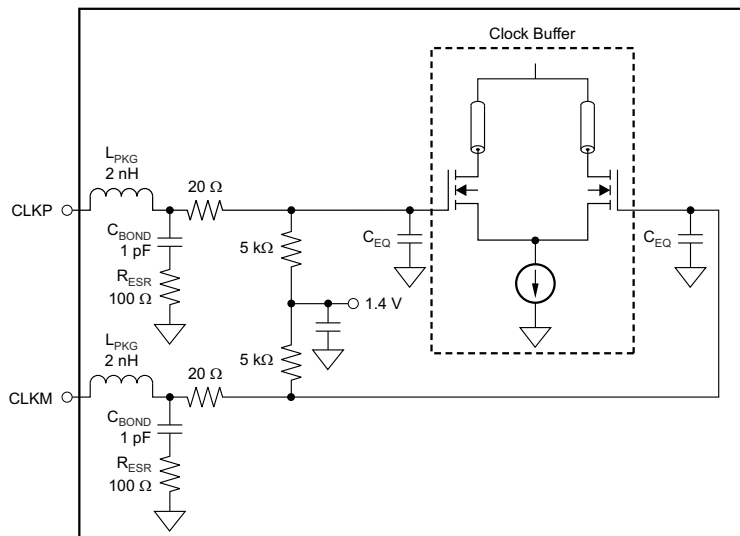 Clock Buffer
L_PKG
2 nH
20 Ω
CLKP
C_BOND
1 pF
5 kΩ
C_EQ
C_EQ
R_ESR
100 Ω
1.4 V
L_PKG
2 nH
20 Ω
5 kΩ
CLKM
C_BOND
1 pF
R_ESR
100 Ω